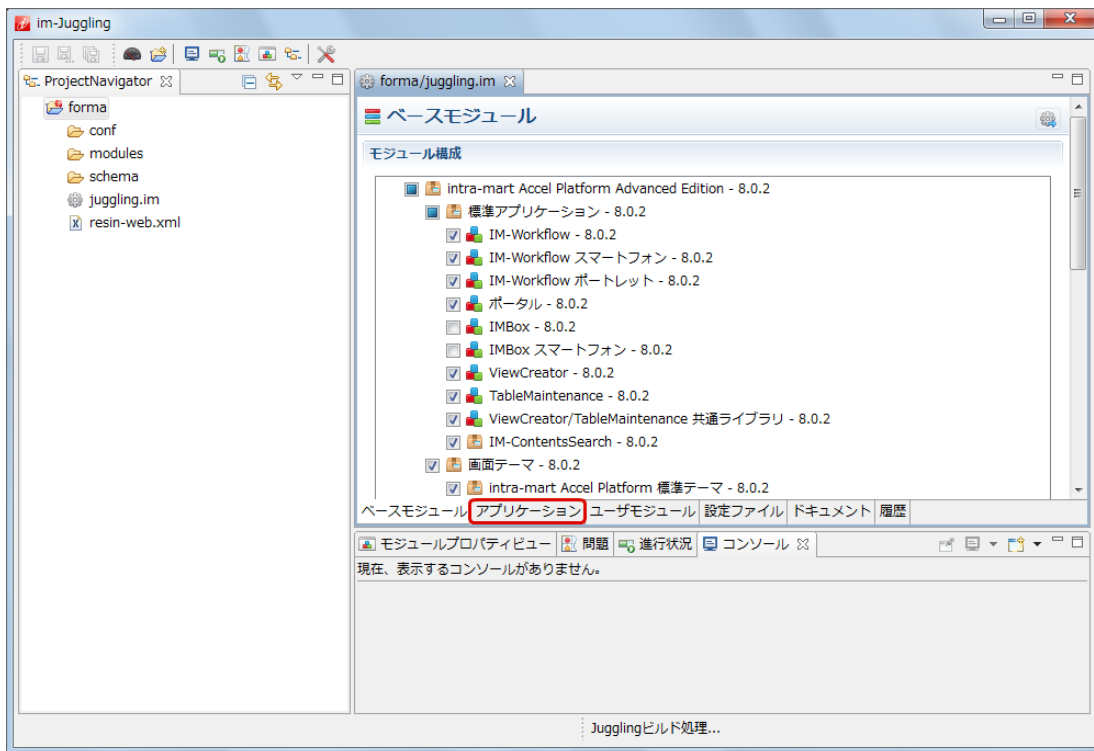 im-Juggling
ProjectNavigator
forma
conf
modules
schema
juggling.im
resin-web.xml
forma/juggling.im
ベースモジュール
モジュール構成
intra-mart Accel Platform Advanced Edition - 8.0.2
標準アプリケーション - 8.0.2
IM-Workflow - 8.0.2
IM-Workflow スマートフォン - 8.0.2
IM-Workflow ポートレット - 8.0.2
ポータル - 8.0.2
IMBox - 8.0.2
IMBox スマートフォン - 8.0.2
ViewCreator - 8.0.2
TableMaintenance - 8.0.2
ViewCreator/TableMaintenance 共通ライブラリ - 8.0.2
IM-ContentsSearch - 8.0.2
画面テーマ - 8.0.2
intra-mart Accel Platform 標準テーマ - 8.0.2
ベースモジュール アプリケーション ユーザモジュール 設定ファイル ドキュメント 履歴
モジュールプロパティビュー 問題 進行状況 コンソール
現在、表示するコンソールがありません。
Jugglingビルド処理...